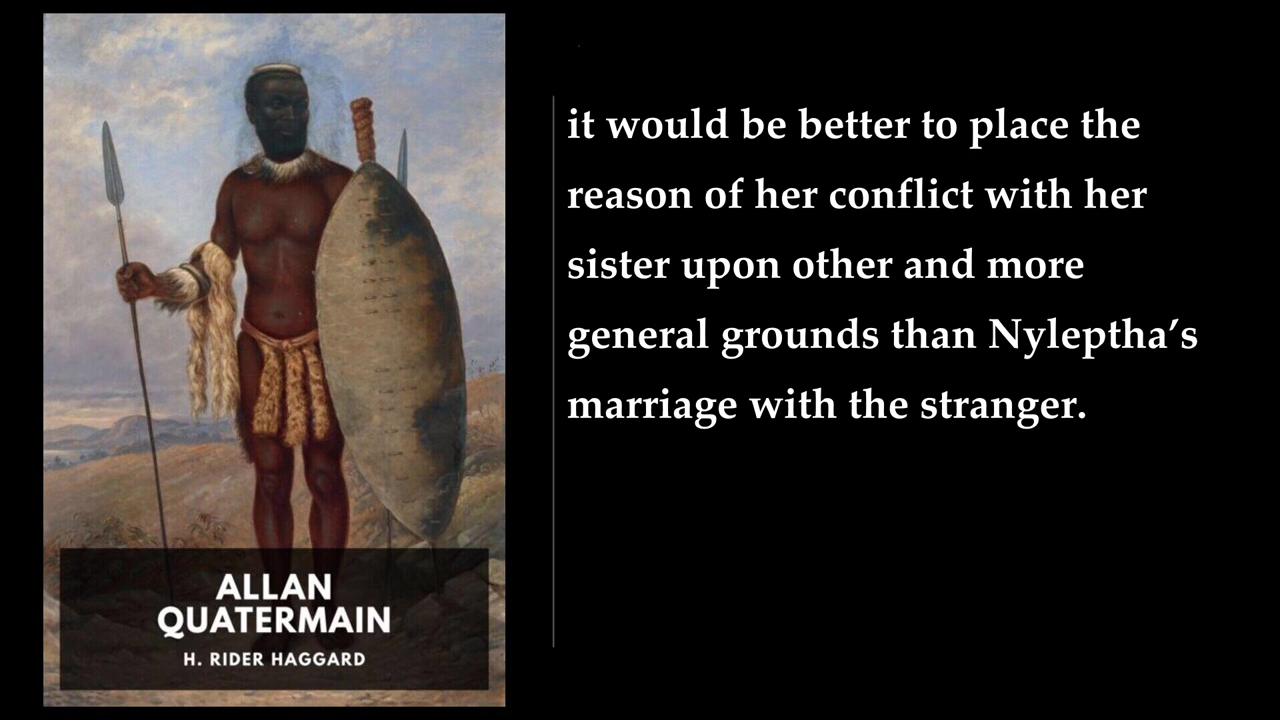 it would be better to place the
reason of her conflict with her
sister upon other and more
general grounds than Nyleptha’s
marriage with the stranger.
ALLAN
QUATERMAIN
H. RIDER HAGGARD